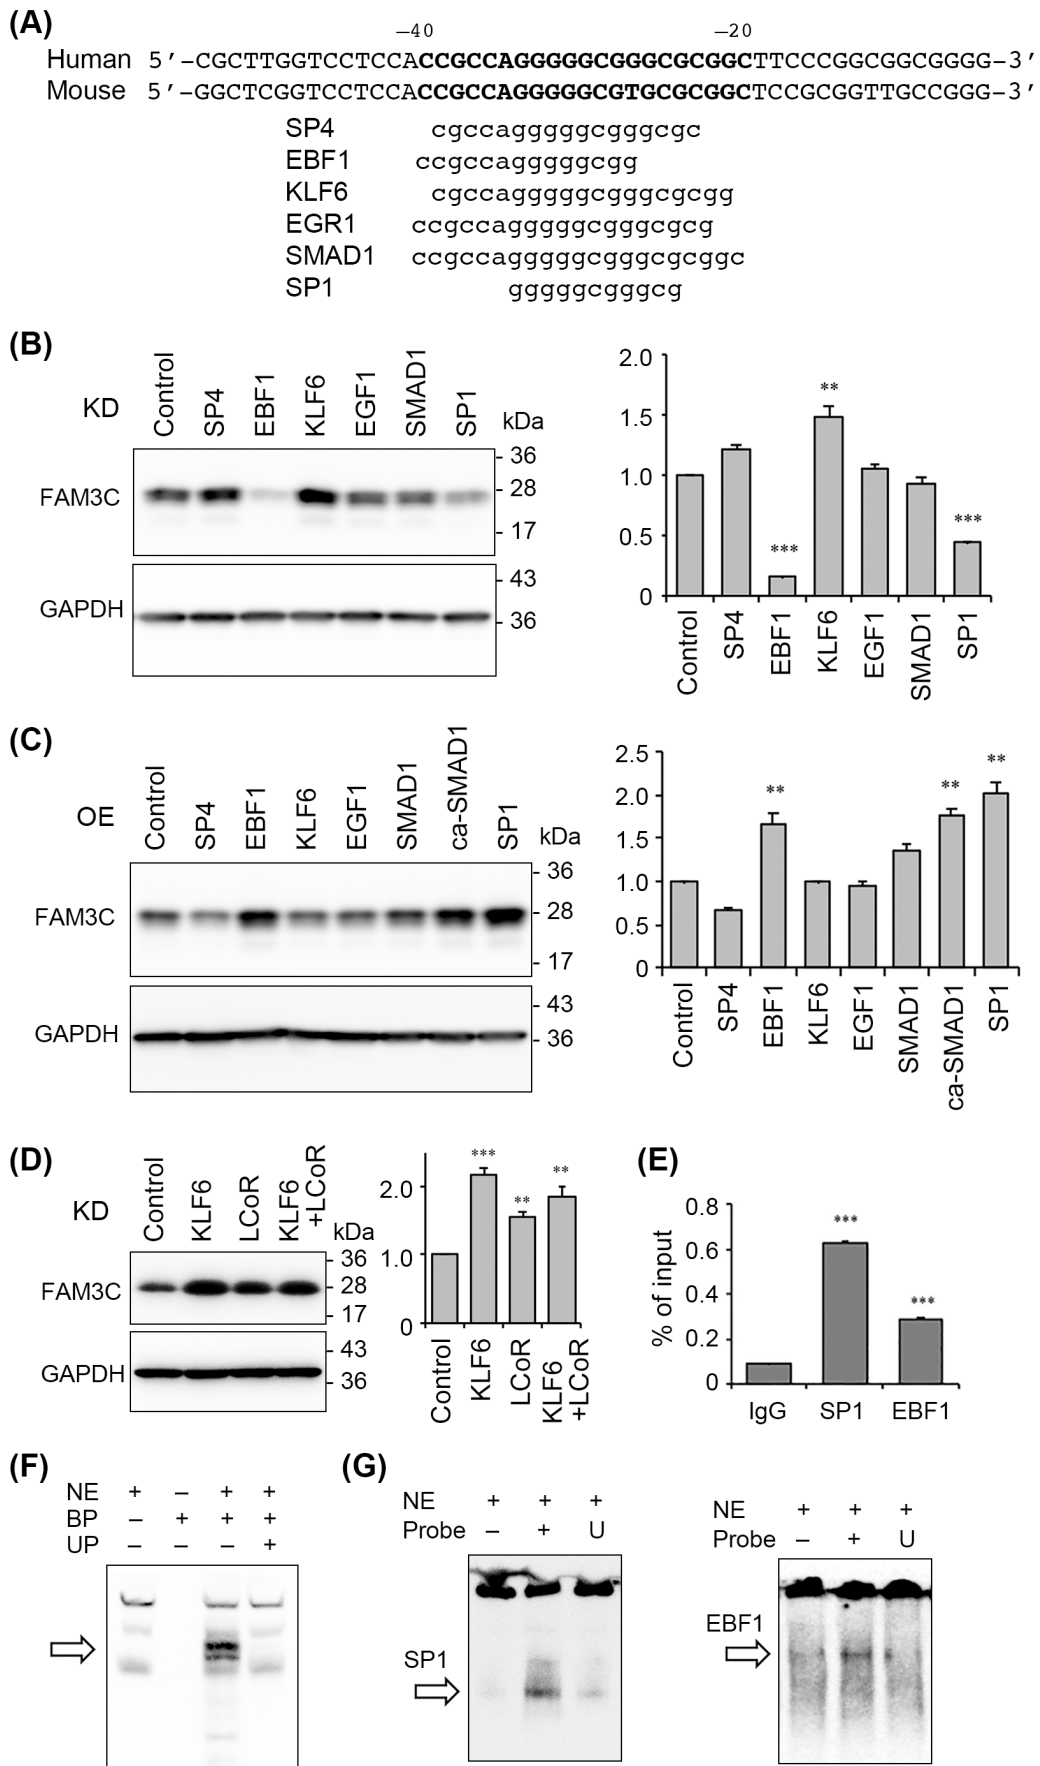 (A)
−40 −20
Human 5′−CGCTTGGTCCTCCACCGCCAGGGGGCGGGCGCGGCTTCCCGGCGGCGGGG−3′
Mouse 5′−GGCTCGGTCCTCCACCGCCAGGGGGCGTGCGCGGCTCCGCGGTTGCCGGG−3′
SP4 cgccagggggcgggcgc
EBF1 ccgccagggggcgg
KLF6 cgccagggggcgggcgcgg
EGR1 ccgccagggggcgggcgcg
SMAD1 ccgccagggggcgggcgcggc
SP1 gggggcgggcg
(B)
KD Control SP4 EBF1 KLF6 EGF1 SMAD1 SP1 kDa
FAM3C
36
28
17
GAPDH
43
36
2.0
1.5
1.0
0.5
0
*** ** ***
Control SP4 EBF1 KLF6 EGF1 SMAD1 SP1
(C)
OE Control SP4 EBF1 KLF6 EGF1 SMAD1 ca-SMAD1 SP1 kDa
FAM3C
36
28
17
GAPDH
43
36
2.5
2.0
1.5
1.0
0.5
0
** ** **
Control SP4 EBF1 KLF6 EGF1 SMAD1 ca-SMAD1 SP1
(D)
KD Control KLF6 LCoR KLF6 +LCoR kDa
FAM3C
36
28
17
GAPDH
43
36
2.0
1.0
0
*** ** **
Control KLF6 LCoR KLF6 +LCoR
(E)
% of input
0.8
0.6
0.4
0.2
0
*** ***
IgG SP1 EBF1
(F)
NE + − + +
BP − + + +
UP − − − +
(G)
NE + + +
Probe − + U
SP1
NE + + +
Probe − + U
EBF1